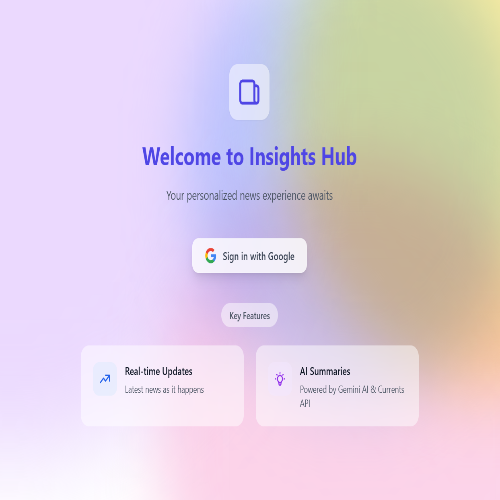 Welcome to Insights Hub
Your personalized news experience awaits
Sign in with Google
Key Features
Real-time Updates
Latest news as it happens
AI Summaries
Powered by Gemini AI & Currents
API